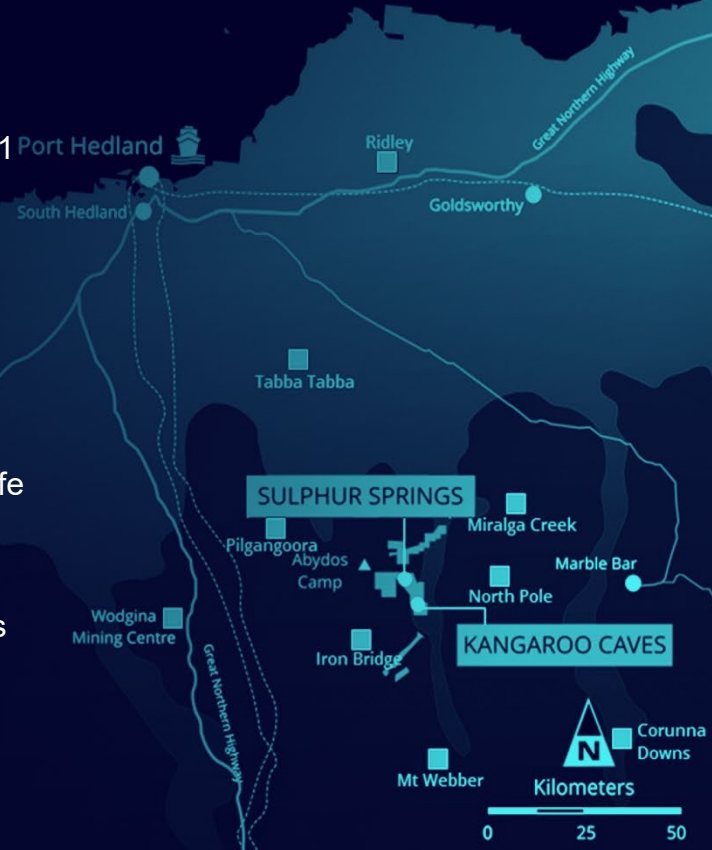 1
Port Hedland
Great Northern Highway
Ridley
South Hedland
Goldsworthy
Tabba Tabba
fe
SULPHUR SPRINGS
Miralga Creek
Pilgangoora
Abydos
Camp
Marble Bar
North Pole
s
Wodgina
Mining Centre
KANGAROO CAVES
Iron Bridge
Great Northern Highway
Corunna
Downs
N
Mt Webber
Kilometers
0 25 50